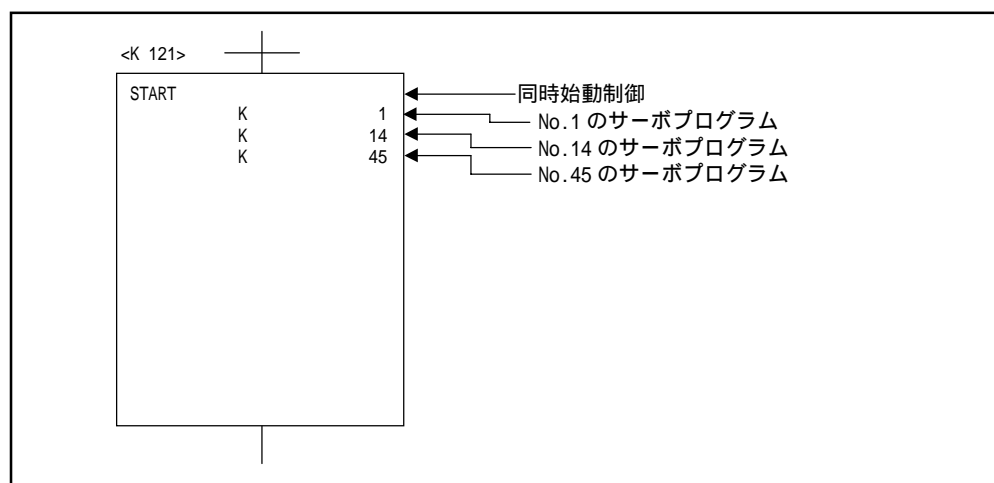 <K 121>
START 同時始動制御
K 1 No.1 のサーボプログラム
K 14 No.14 のサーボプログラム
K 45 No.45 のサーボプログラム